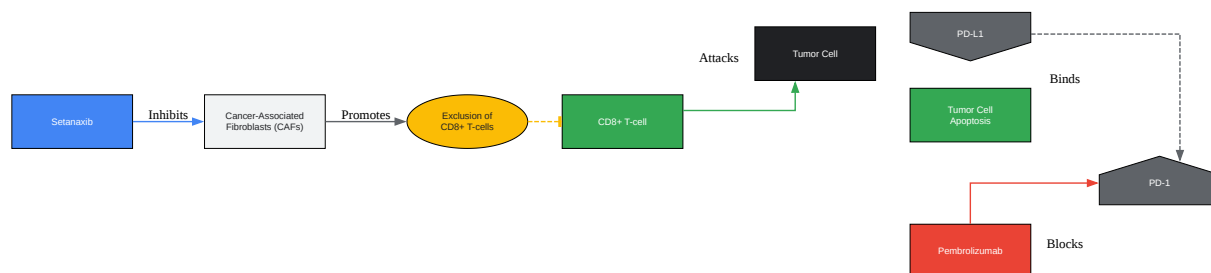 Setanaxib
Inhibits
Cancer-Associated
Fibroblasts (CAFs)
Promotes
Exclusion of
CD8+ T-cells
CD8+ T-cell
Attacks
Tumor Cell
PD-L1
Binds
Tumor Cell
Apoptosis
PD-1
Pembrolizumab
Blocks